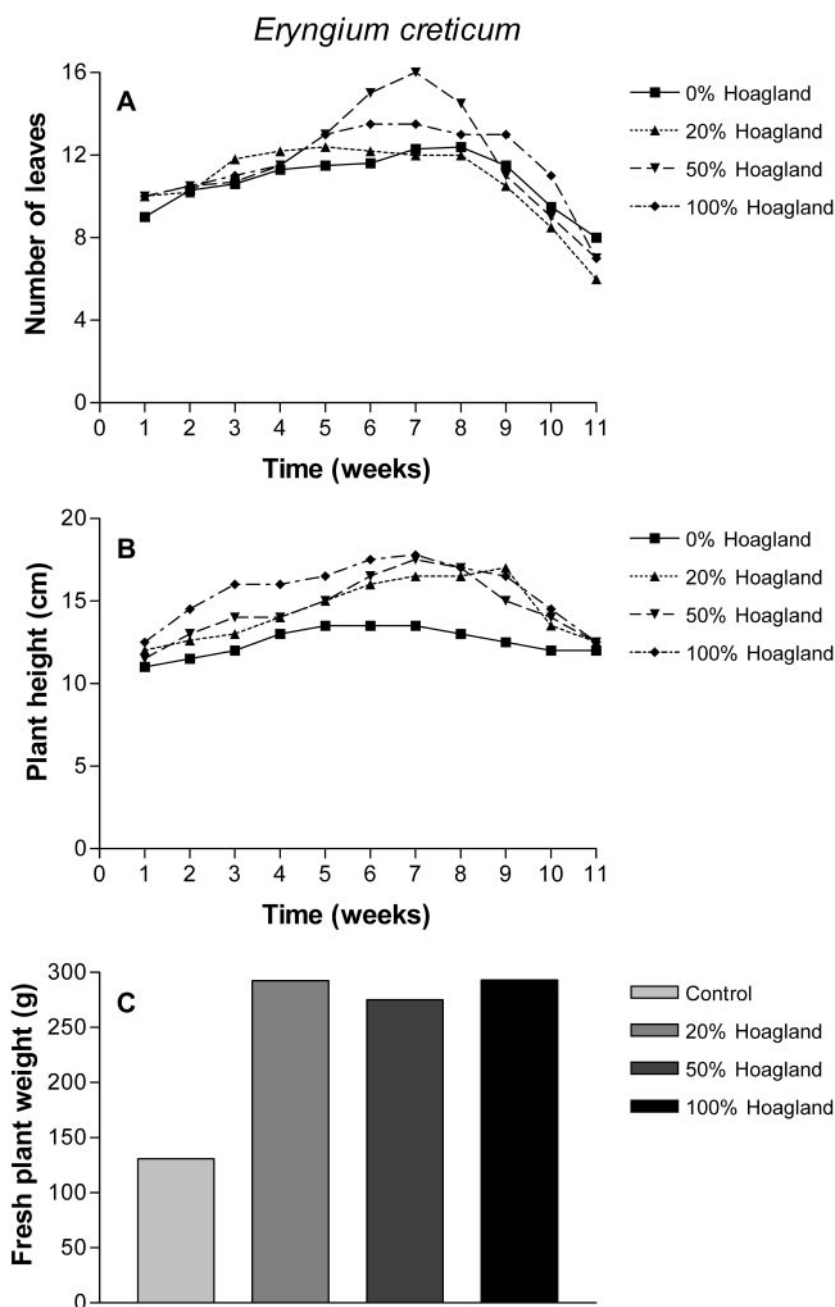 Eryngium creticum
A
Number of leaves
16
12
8
4
0
0 1 2 3 4 5 6 7 8 9 10 11
Time (weeks)
0% Hoagland
20% Hoagland
50% Hoagland
100% Hoagland
B
Plant height (cm)
20
15
10
5
0
0 1 2 3 4 5 6 7 8 9 10 11
Time (weeks)
0% Hoagland
20% Hoagland
50% Hoagland
100% Hoagland
C
Fresh plant weight (g)
300
250
200
150
100
50
0
Control
20% Hoagland
50% Hoagland
100% Hoagland